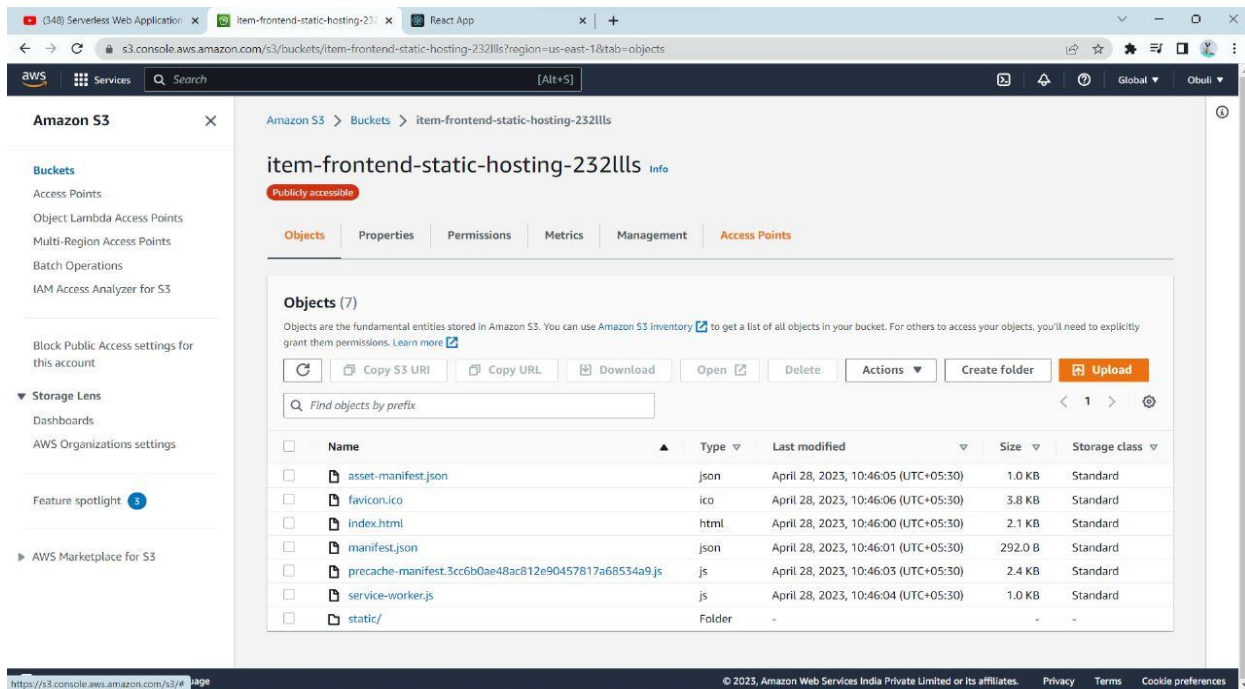 (348) Serverless Web Application
item-frontend-static-hosting-232
React App
s3.console.aws.amazon.com/s3/buckets/item-frontend-static-hosting-232llls?region=us-east-1&tab=objects
aws
Services
Search
[Alt+S]
Global
Obuli
Amazon S3
Buckets
Access Points
Object Lambda Access Points
Multi-Region Access Points
Batch Operations
IAM Access Analyzer for S3
Block Public Access settings for
this account
Storage Lens
Dashboards
AWS Organizations settings
Feature spotlight 3
AWS Marketplace for S3
Amazon S3 > Buckets > item-frontend-static-hosting-232llls
item-frontend-static-hosting-232llls Info
Publicly accessible
Objects Properties Permissions Metrics Management Access Points
Objects (7)
Objects are the fundamental entities stored in Amazon S3. You can use Amazon S3 inventory to get a list of all objects in your bucket. For others to access your objects, you'll need to explicitly
grant them permissions. Learn more
Copy S3 URI Copy URL Download Open Delete Actions Create folder Upload
Find objects by prefix
1
Name Type Last modified Size Storage class
asset-manifest.json json April 28, 2023, 10:46:05 (UTC+05:30) 1.0 KB Standard
favicon.ico ico April 28, 2023, 10:46:06 (UTC+05:30) 3.8 KB Standard
index.html html April 28, 2023, 10:46:00 (UTC+05:30) 2.1 KB Standard
manifest.json json April 28, 2023, 10:46:01 (UTC+05:30) 292.0 B Standard
precache-manifest.3cc6b0ae48ac812e90457817a68534a9.js js April 28, 2023, 10:46:03 (UTC+05:30) 2.4 KB Standard
service-worker.js js April 28, 2023, 10:46:04 (UTC+05:30) 1.0 KB Standard
static/ Folder - - -
https://s3.console.aws.amazon.com/s3/#
© 2023, Amazon Web Services India Private Limited or its affiliates. Privacy Terms Cookie preferences